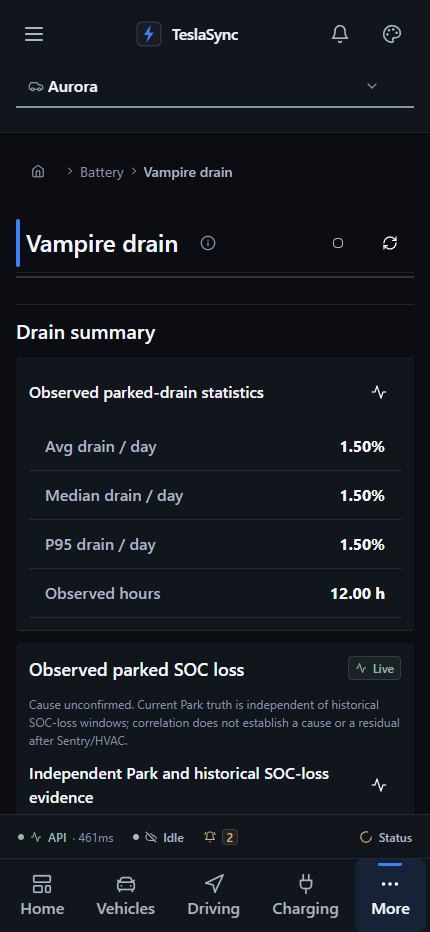 TeslaSync
Aurora
Battery
Vampire drain
Vampire drain
Drain summary
Observed parked-drain statistics
Avg drain / day 1.50%
Median drain / day 1.50%
P95 drain / day 1.50%
Observed hours 12.00 h
Observed parked SOC loss
Live
Cause unconfirmed. Current Park truth is independent of historical
SOC-loss windows; correlation does not establish a cause or a residual
after Sentry/HVAC.
Independent Park and historical SOC-loss
evidence
API · 461ms Idle 2 Status
Home Vehicles Driving Charging More